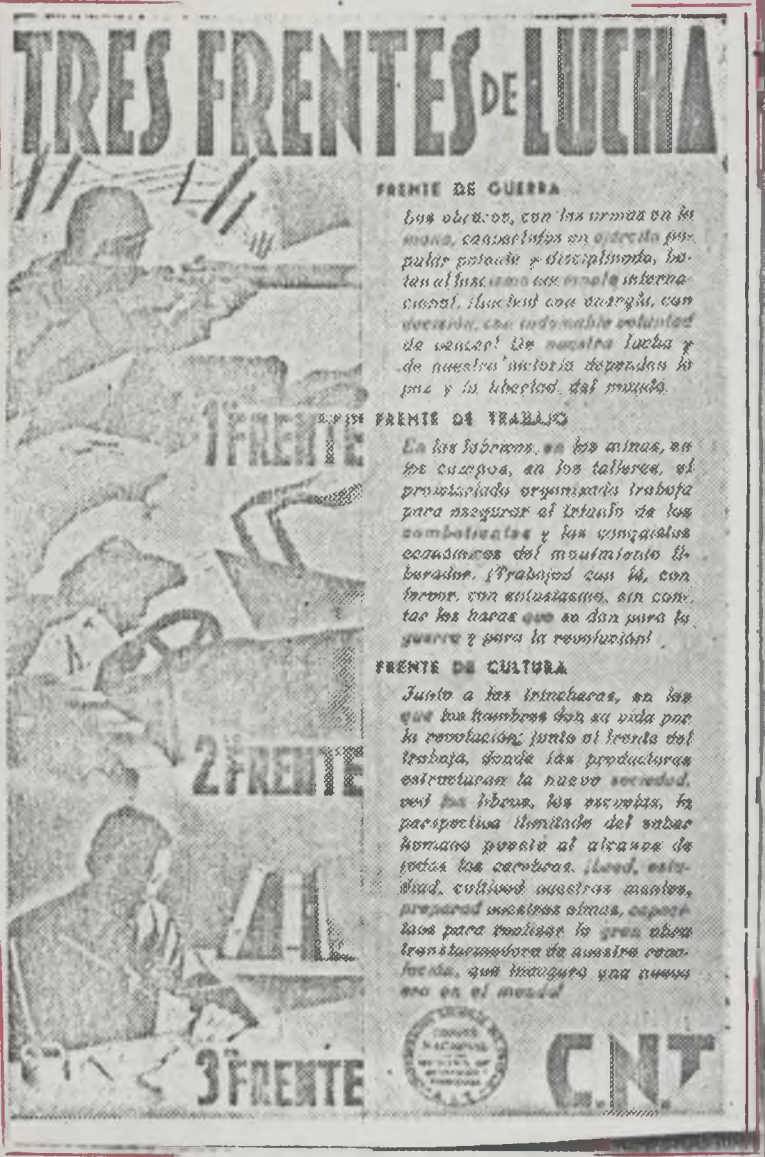 TRES FRENTES DE LUCHA
FRENTE DE GUERRA
Los obreros, con las armas en la
mano, en ejército po-
pular potente y disciplinado, ba-
ten al fascismo interna-
cional. ¡Luchad con energía, con
decisión, con indomable voluntad
de vencer! De nuestra lucha y
de nuestra victoria dependen la
paz y la libertad del mundo.
1ER FRENTE
FRENTE DE TRABAJO
En las fábricas, en las minas, en
los campos, en los talleres, el
proletariado organizado trabaja
para asegurar el triunfo de los
combatientes y las conquistas
económicas del movimiento li-
berador. ¡Trabajad con fé, con
fervor, con entusiasmo, sin con-
tar las horas que se dan para la
guerra y para la revolución!
2º FRENTE
FRENTE DE CULTURA
Junto a las trincheras, en las
que los hombres dan su vida por
la revolución; junto al frente del
trabajo, donde los productores
estructuran la nueva sociedad,
ved los libros, las escuelas, la
perspectiva ilimitada del saber
humano puesta al alcance de
todos los cerebros. ¡Leed, estu-
diad, cultivad vuestras mentes,
preparad vuestras almas, capaci-
taos para realizar la gran obra
transformadora de nuestra revo-
lución, que inaugura una nueva
era en el mundo!
3ER FRENTE
COMITÉ
NACIONAL
C.N.T